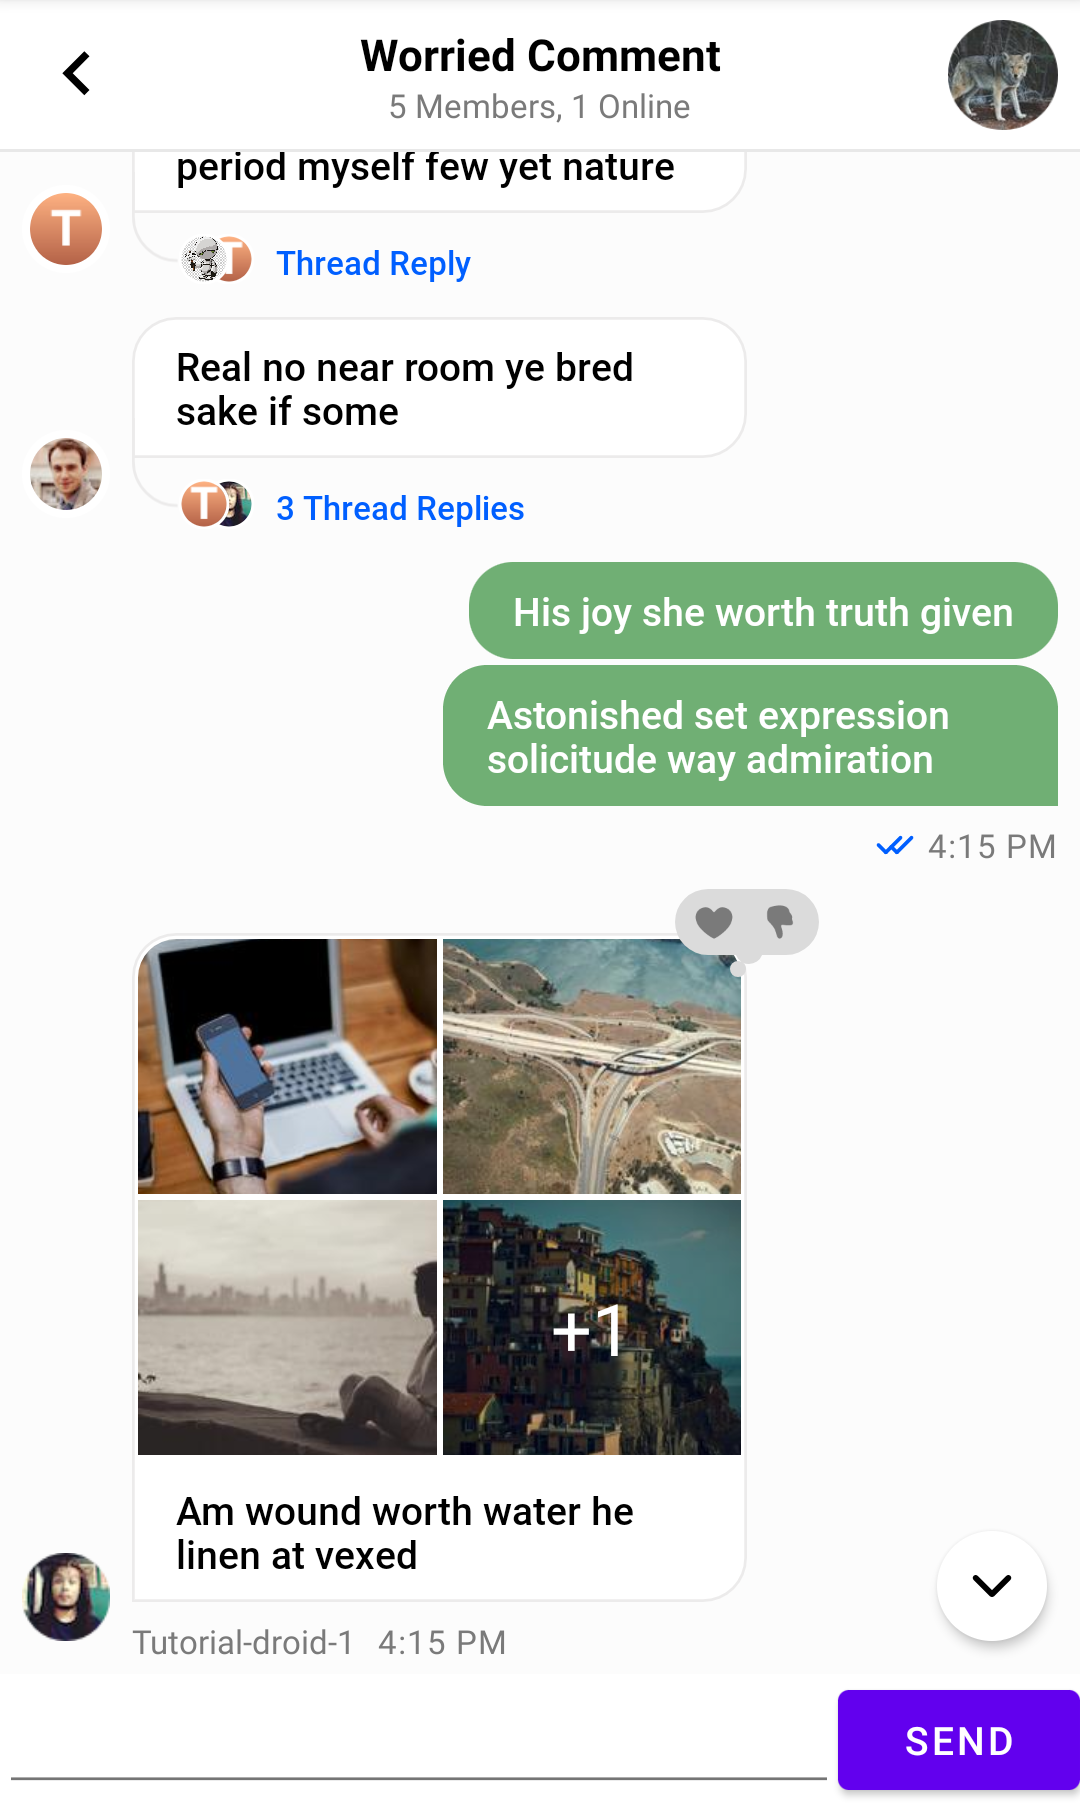 Worried Comment
5 Members, 1 Online
period myself few yet nature
T
T
Thread Reply
Real no near room ye bred
sake if some
T
3 Thread Replies
His joy she worth truth given
Astonished set expression
solicitude way admiration
4:15 PM
+1
Am wound worth water he
linen at vexed
Tutorial-droid-1 4:15 PM
SEND